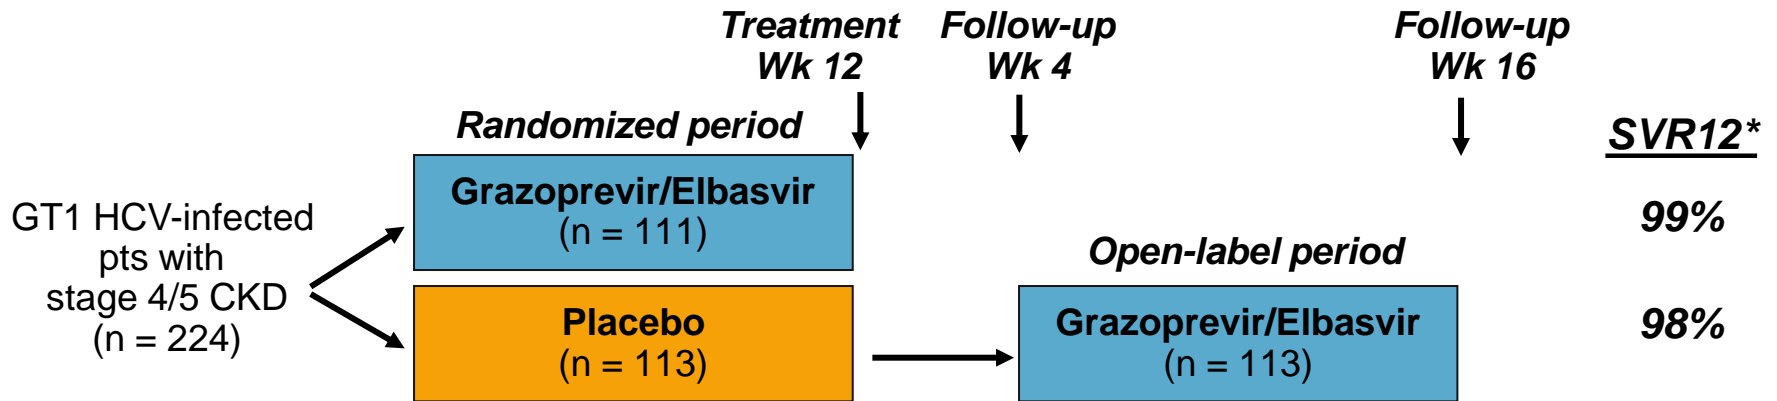 Treatment
Wk 12
Follow-up
Wk 4
Follow-up
Wk 16
Randomized period
SVR12*
Grazoprevir/Elbasvir
(n = 111)
99%
GT1 HCV-infected
pts with
stage 4/5 CKD
(n = 224)
Open-label period
Placebo
(n = 113)
Grazoprevir/Elbasvir
(n = 113)
98%